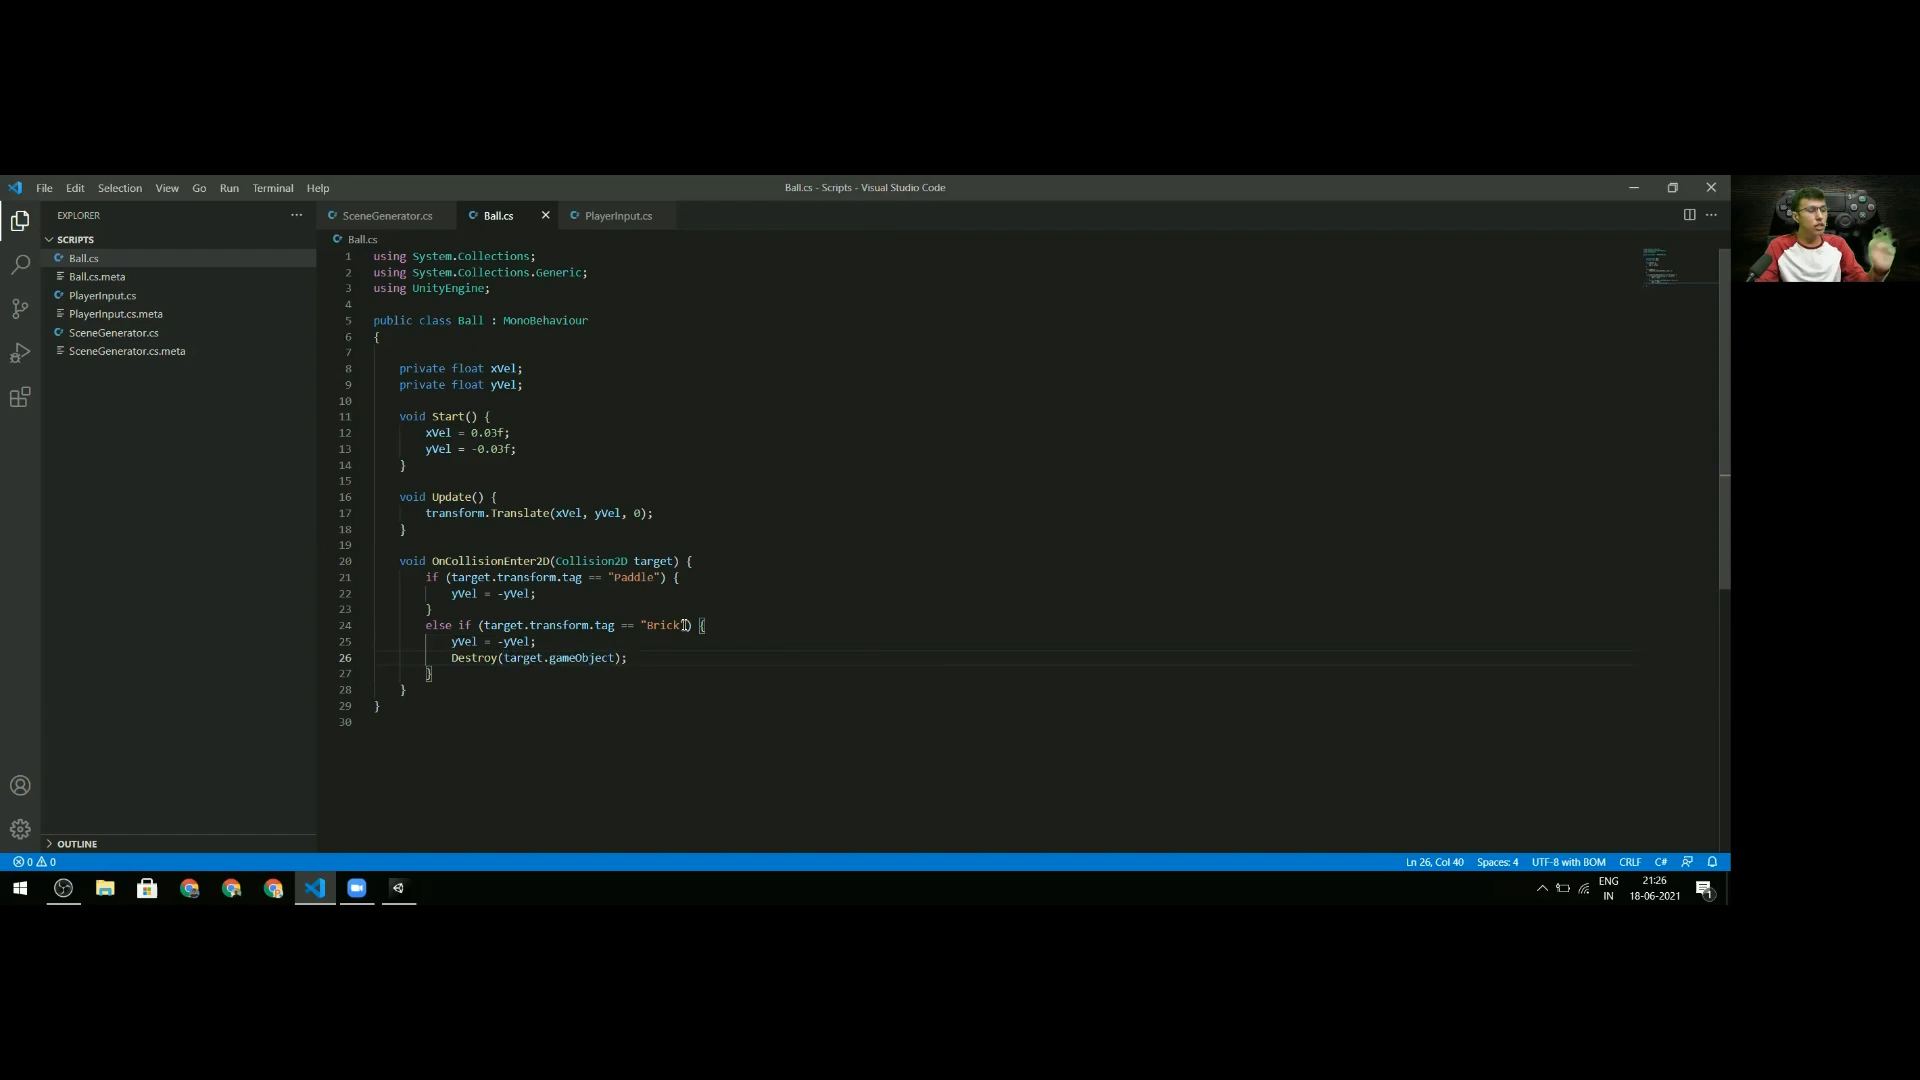 File Edit Selection View Go Run Terminal Help
Ball.cs - Scripts - Visual Studio Code
EXPLORER
SceneGenerator.cs
Ball.cs
PlayerInput.cs
SCRIPTS
Ball.cs
Ball.cs.meta
PlayerInput.cs
PlayerInput.cs.meta
SceneGenerator.cs
SceneGenerator.cs.meta
OUTLINE
Ball.cs
1 using System.Collections;
2 using System.Collections.Generic;
3 using UnityEngine;
4
5 public class Ball : MonoBehaviour
6 {
7
8 private float xVel;
9 private float yVel;
10
11 void Start() {
12 xVel = 0.03f;
13 yVel = -0.03f;
14 }
15
16 void Update() {
17 transform.Translate(xVel, yVel, 0);
18 }
19
20 void OnCollisionEnter2D(Collision2D target) {
21 if (target.transform.tag == "Paddle") {
22 yVel = -yVel;
23 }
24 else if (target.transform.tag == "Brick") {
25 yVel = -yVel;
26 Destroy(target.gameObject);
27 }
28 }
29 }
30
0 0
Ln 26, Col 40 Spaces: 4 UTF-8 with BOM CRLF C#
ENG
IN
21:26
18-06-2021
1